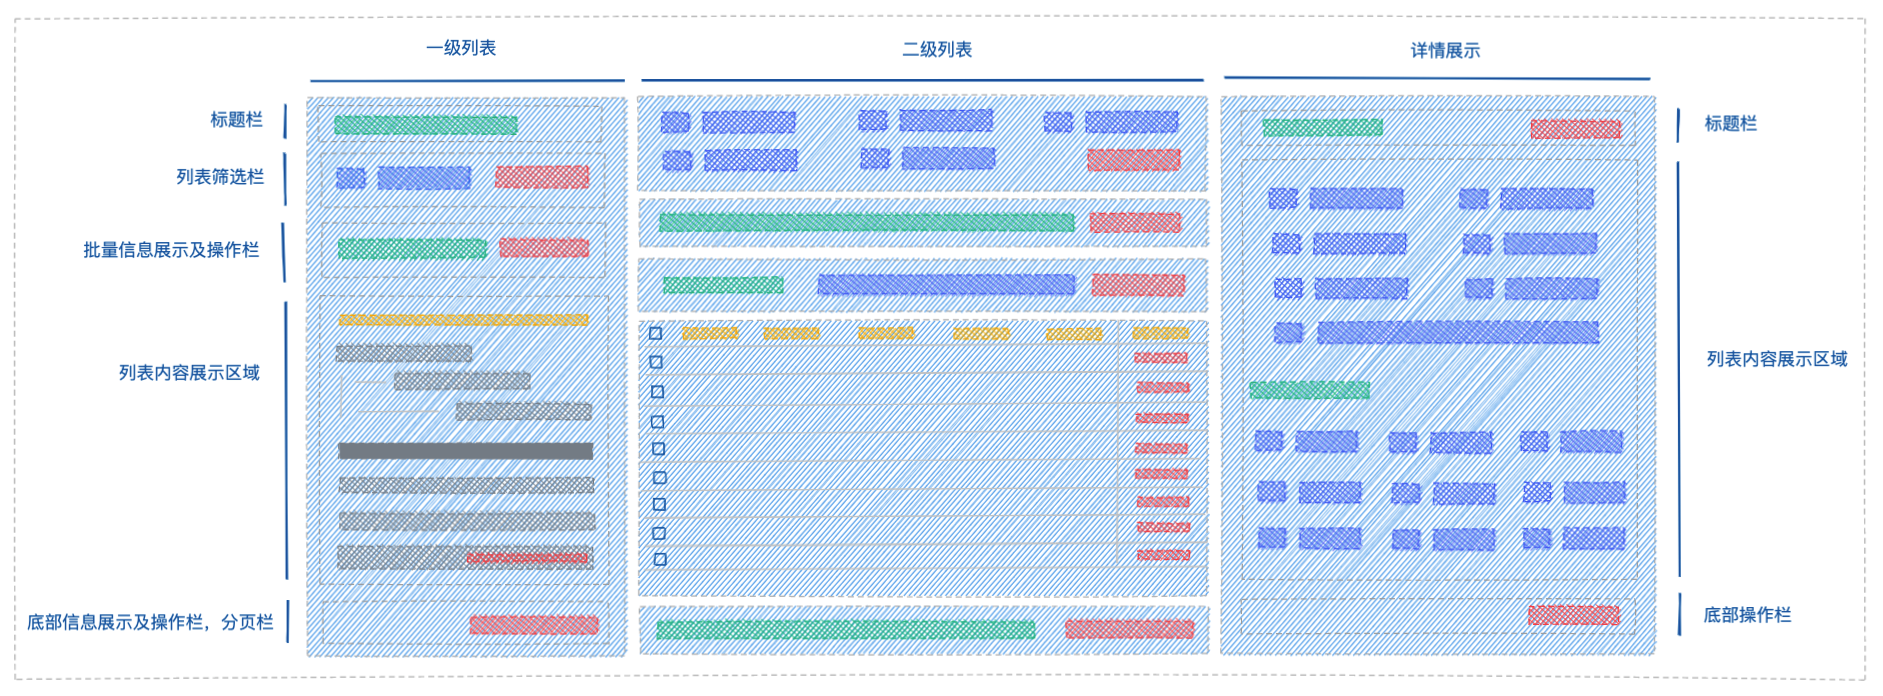 一级列表
二级列表
详情展示
标题栏
列表筛选栏
批量信息展示及操作栏
列表内容展示区域
底部信息展示及操作栏，分页栏
标题栏
列表内容展示区域
底部操作栏